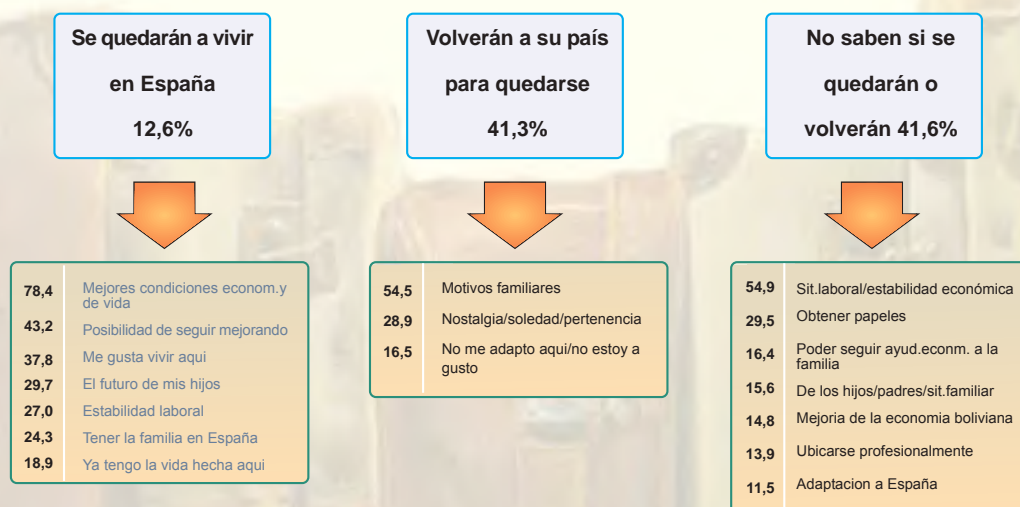 Se quedarán a vivir
en España
12,6%
Volverán a su país
para quedarse
41,3%
No saben si se
quedarán o
volverán 41,6%
78,4 Mejores condiciones econom.y
de vida
43,2 Posibilidad de seguir mejorando
37,8 Me gusta vivir aqui
29,7 El futuro de mis hijos
27,0 Estabilidad laboral
24,3 Tener la familia en España
18,9 Ya tengo la vida hecha aqui
54,5 Motivos familiares
28,9 Nostalgia/soledad/pertenencia
16,5 No me adapto aqui/no estoy a
gusto
54,9 Sit.laboral/estabilidad económica
29,5 Obtener papeles
16,4 Poder seguir ayud.econm. a la
familia
15,6 De los hijos/padres/sit.familiar
14,8 Mejoria de la economia boliviana
13,9 Ubicarse profesionalmente
11,5 Adaptacion a España